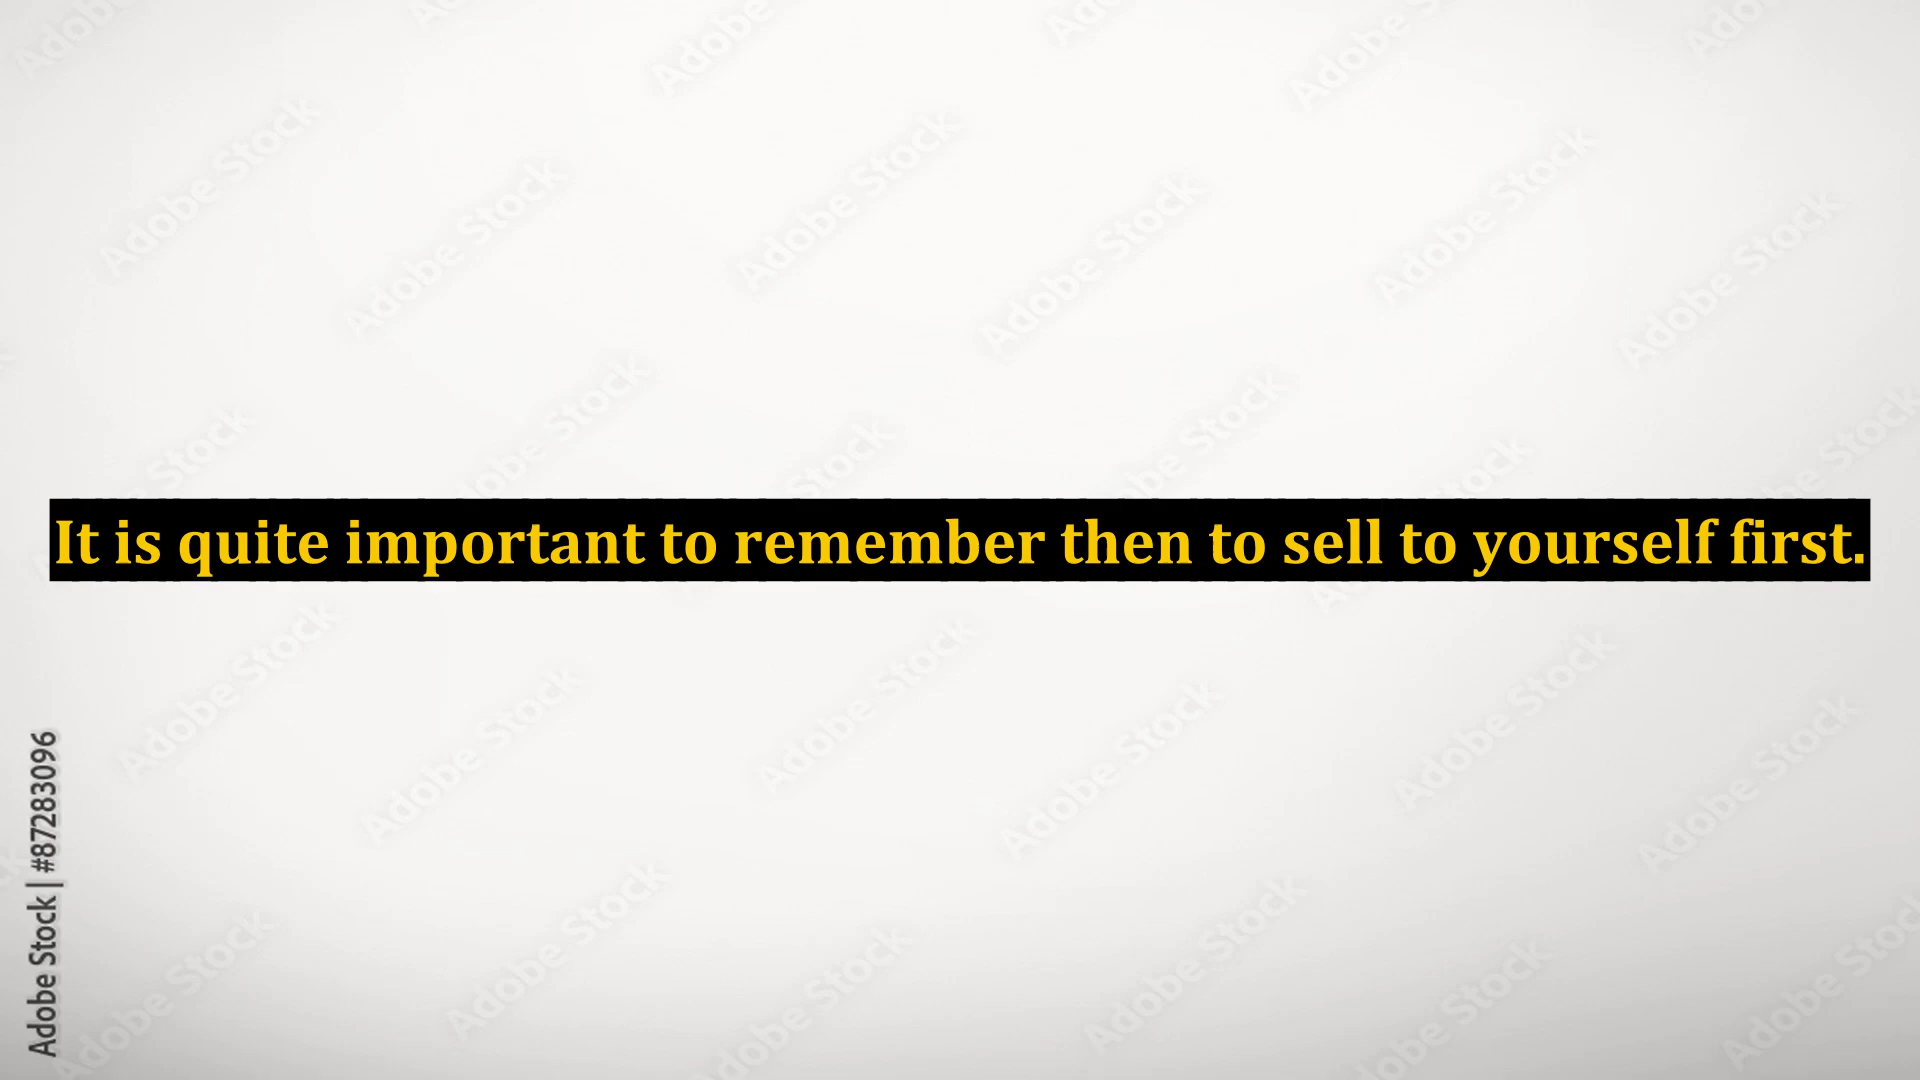 It is quite important to remember then to sell to yourself first.
Adobe Stock | #87283096